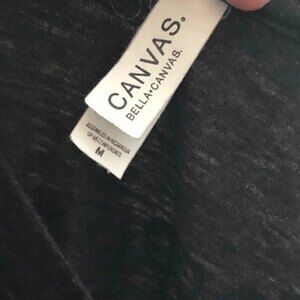 CANVAS.
BELLA+CANVAS.
ASSEMBLED IN NICARAGUA
OF US COMPONENTS
M